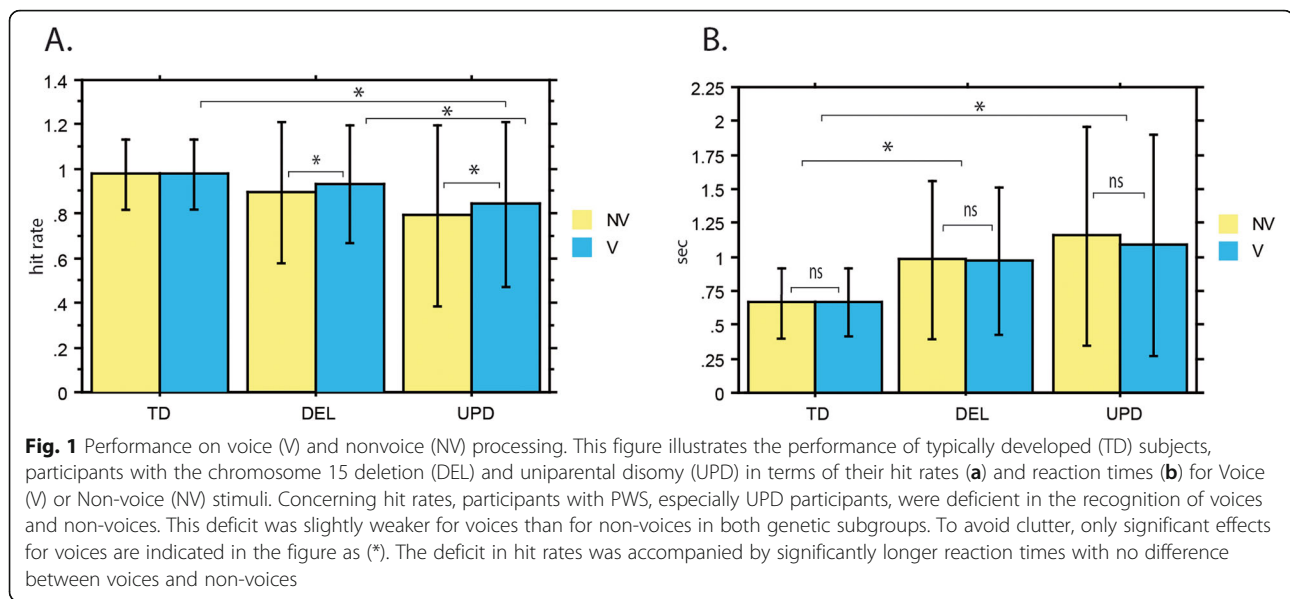 A.
1.4
1.2
1
.8
.6
.4
.2
0
hit rate
*
*
*
*
TD DEL UPD
NV
V
B.
2.25
2
1.75
1.5
1.25
1
.75
.5
.25
0
sec
*
*
ns
ns
ns
TD DEL UPD
NV
V
Fig. 1 Performance on voice (V) and nonvoice (NV) processing. This figure illustrates the performance of typically developed (TD) subjects,
participants with the chromosome 15 deletion (DEL) and uniparental disomy (UPD) in terms of their hit rates (a) and reaction times (b) for Voice
(V) or Non-voice (NV) stimuli. Concerning hit rates, participants with PWS, especially UPD participants, were deficient in the recognition of voices
and non-voices. This deficit was slightly weaker for voices than for non-voices in both genetic subgroups. To avoid clutter, only significant effects
for voices are indicated in the figure as (*). The deficit in hit rates was accompanied by significantly longer reaction times with no difference
between voices and non-voices